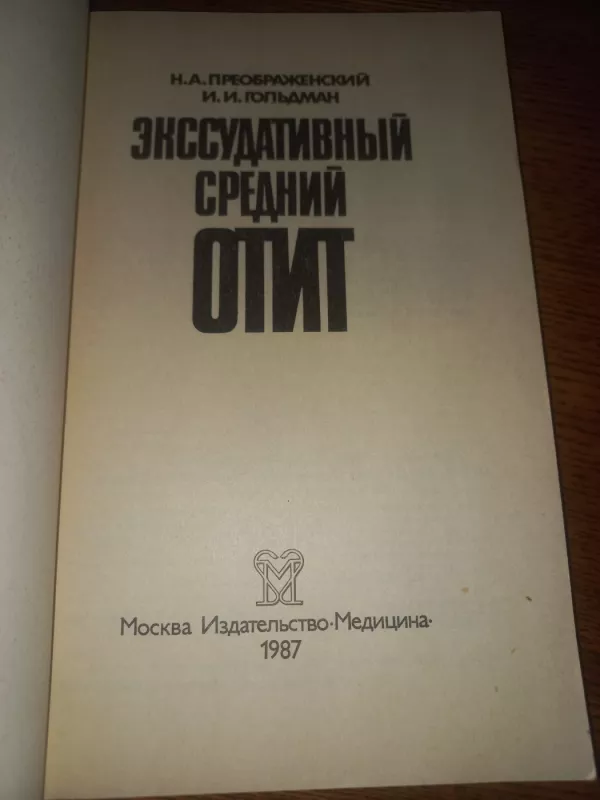 Н. А. ПРЕОБРАЖЕНСКИЙ
И. И. ГОЛЬДМАН
ЭКССУДАТИВНЫЙ
СРЕДНИЙ
ОТИТ
Москва Издательство·Медицина·
1987